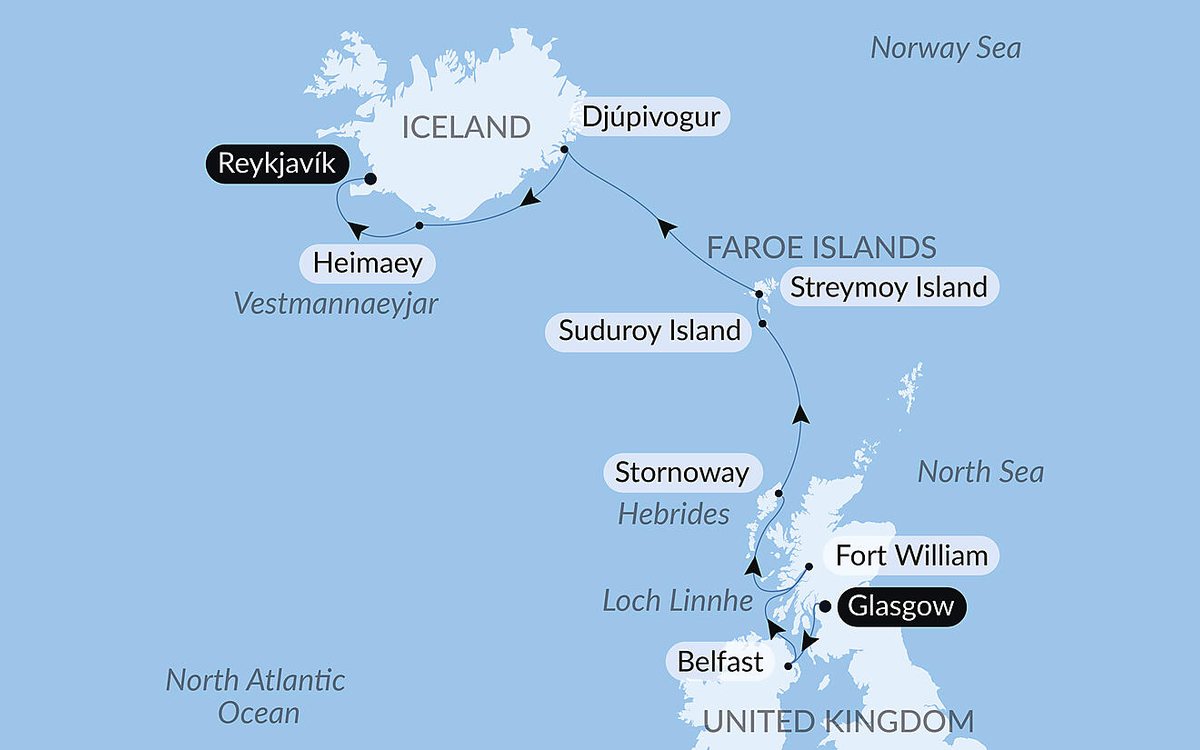 Norway Sea
Djúpivogur
ICELAND
Reykjavík
FAROE ISLANDS
Heimaey
Streymoy Island
Vestmannaeyjar
Suduroy Island
Stornoway
North Sea
Hebrides
Fort William
Loch Linnhe
Glasgow
Belfast
North Atlantic
Ocean
UNITED KINGDOM